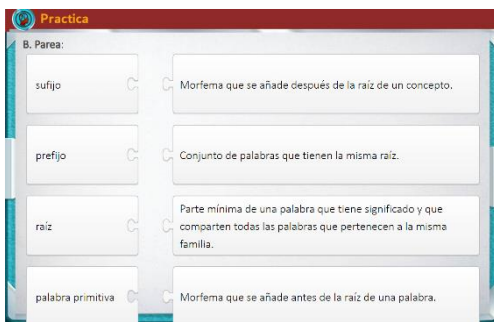 Practica
B. Parea:
sufijo
Morfema que se añade después de la raíz de un concepto.
prefijo
Conjunto de palabras que tienen la misma raíz.
raíz
Parte mínima de una palabra que tiene significado y que
comparten todas las palabras que pertenecen a la misma
familia.
palabra primitiva
Morfema que se añade antes de la raíz de una palabra.